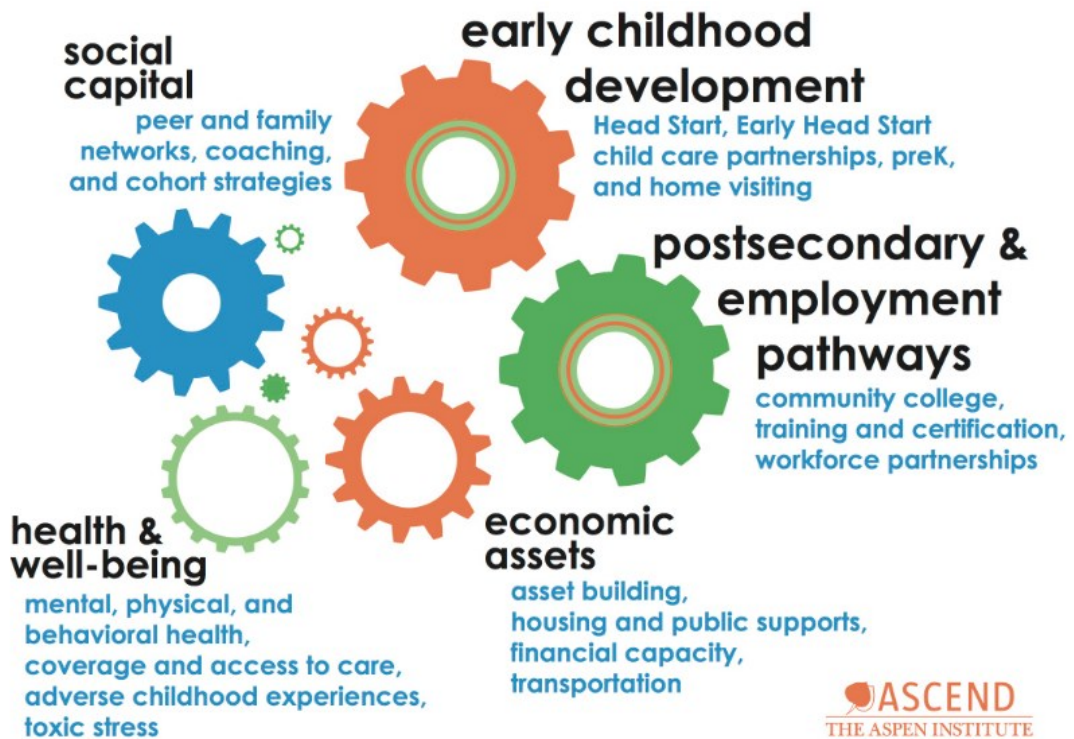 social
capital
peer and family
networks, coaching,
and cohort strategies
early childhood
development
Head Start, Early Head Start
child care partnerships, preK,
and home visiting
postsecondary &
employment
pathways
community college,
training and certification,
workforce partnerships
health &
well-being
mental, physical, and
behavioral health,
coverage and access to care,
adverse childhood experiences,
toxic stress
economic
assets
asset building,
housing and public supports,
financial capacity,
transportation
ASCEND
THE ASPEN INSTITUTE